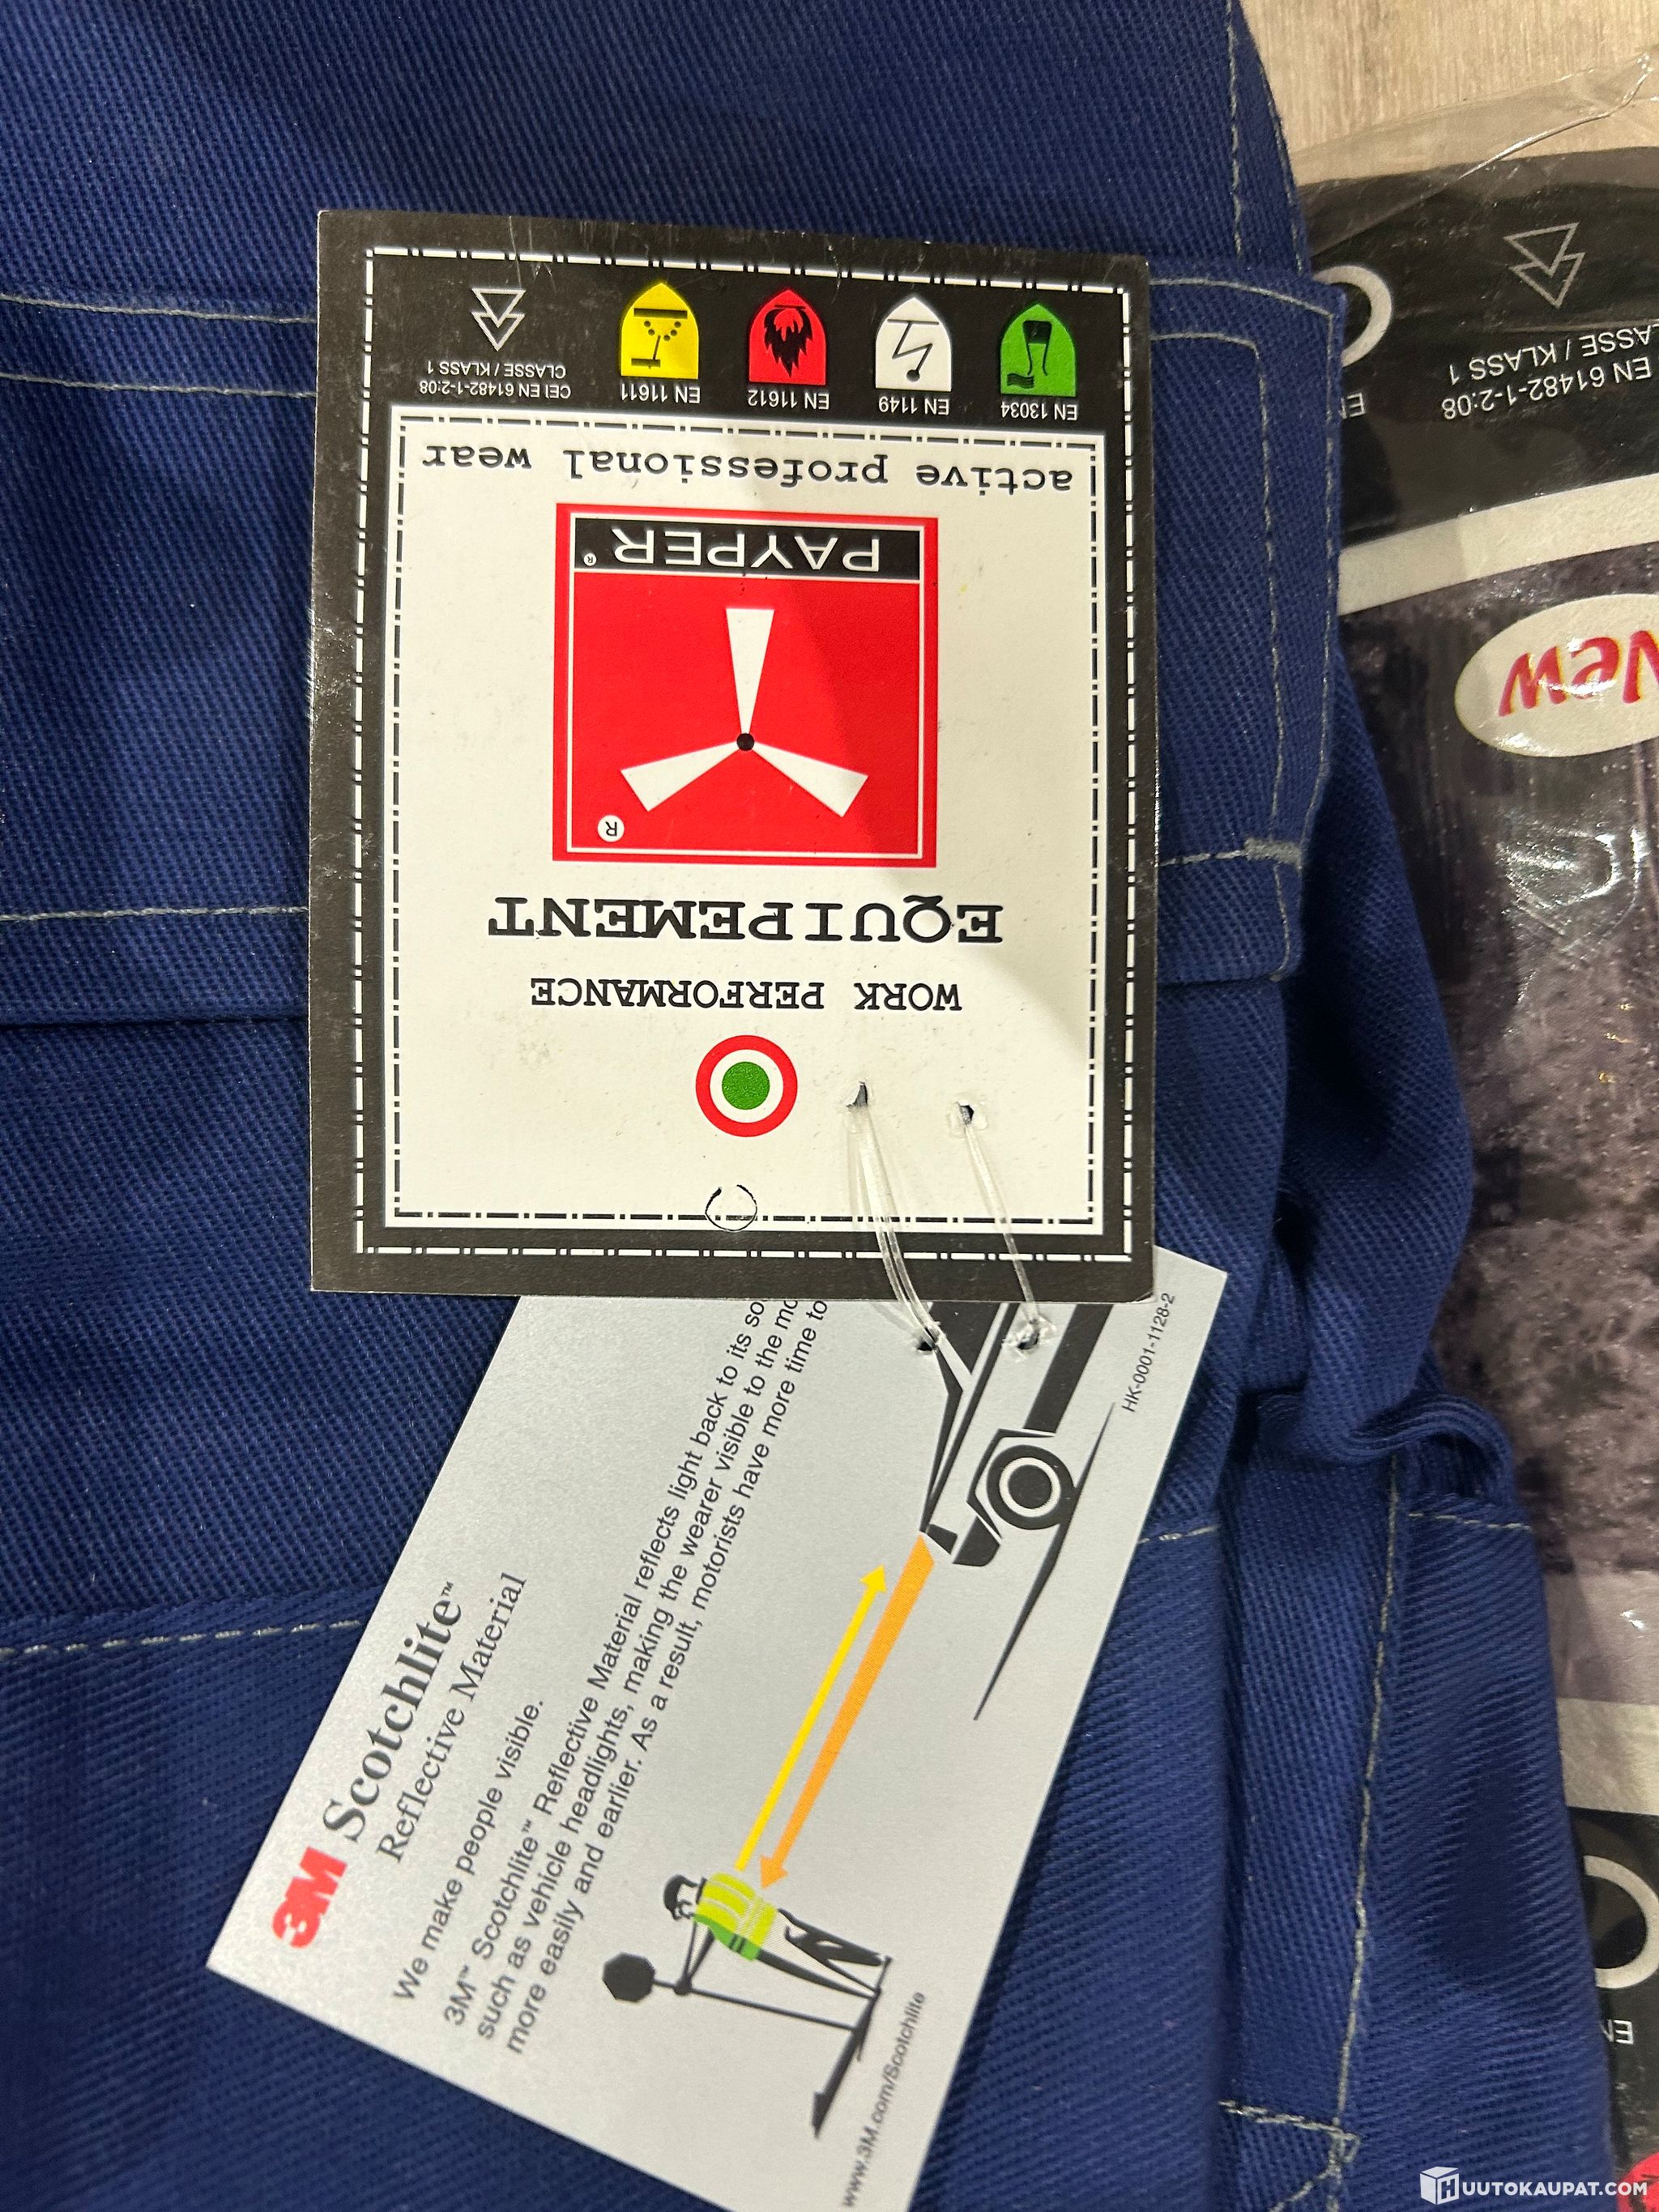 WORK PERFORMANCE
EQUIPEMENT
®
PAYPER®
active professional wear
EN 13034
EN 1149
EN 11612
EN 11611
CEI EN 61482-1-2:08
CLASSE / KLASS 1
3M Scotchlite™
Reflective Material
We make people visible.
3M™ Scotchlite™ Reflective Material reflects light back to its
such as vehicle headlights, making the wearer visible to the
more easily and earlier. As a result, motorists have more time to
www.3M.com/Scotchlite
HK-0001-1128-2
New
EN
EN 61482-1-2:08
KLASS 1
EN
HUUTOKAUPAT.COM